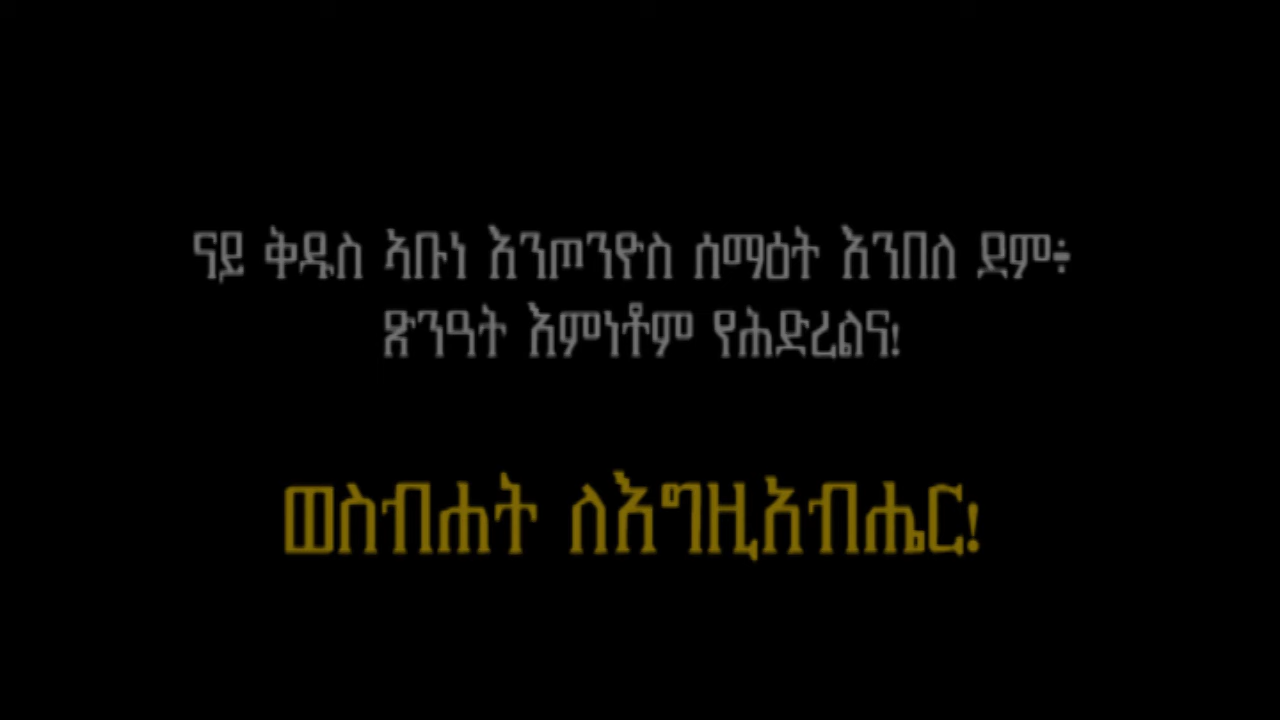 ናይ ቅዱስ ኣቡነ እንጦንዮስ ሰማዕት እንበለ ደም፥
ጽንዓት እምነቶም የሕድረልና!
ወስብሐት ለእግዚአብሔር!